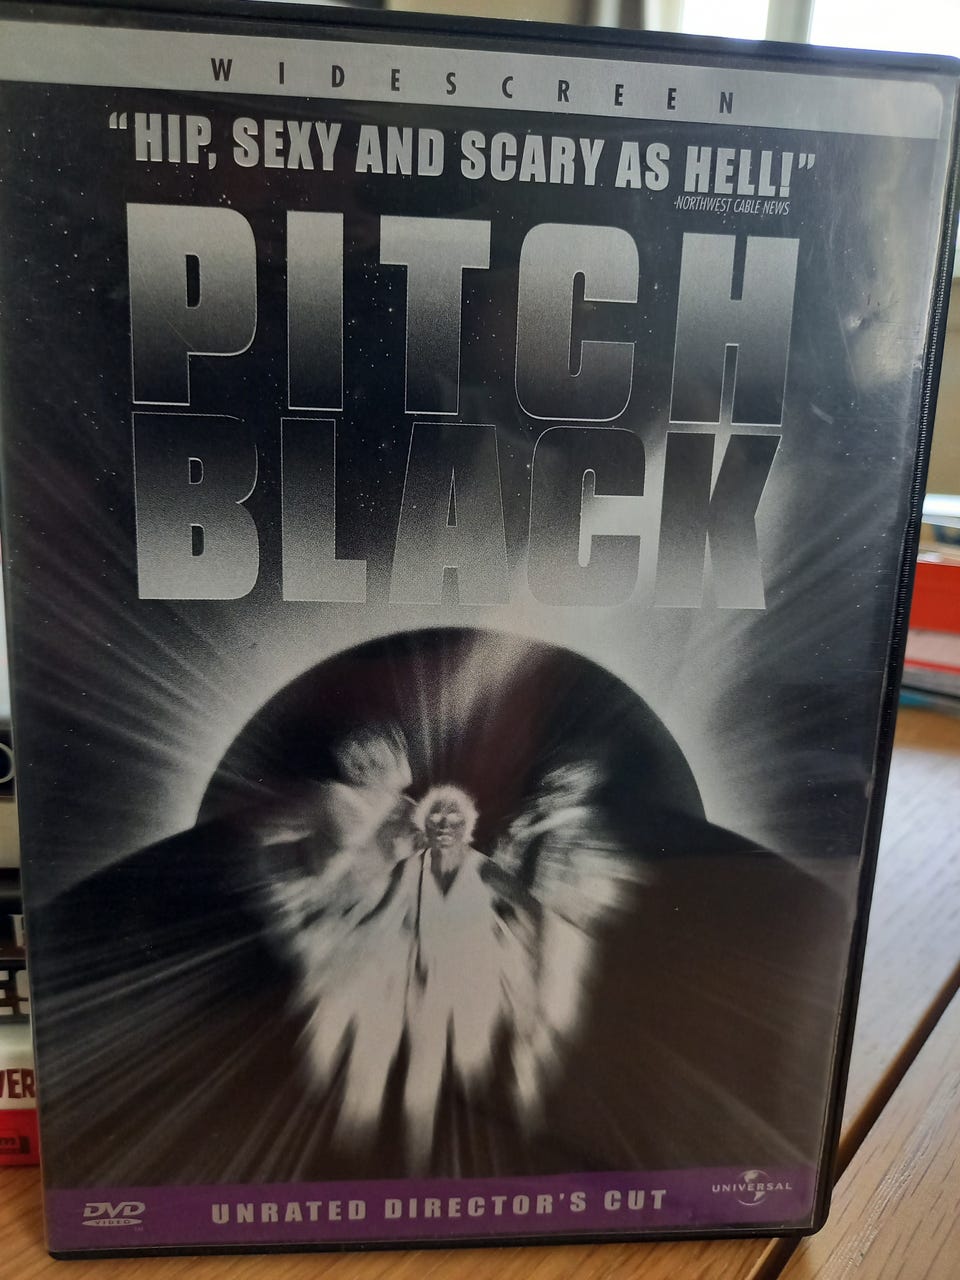 WIDESCREEN
“HIP, SEXY AND SCARY AS HELL!”
-NORTHWEST CABLE NEWS
PITCH
BLACK
DVD
VIDEO
UNRATED DIRECTOR'S CUT
UNIVERSAL